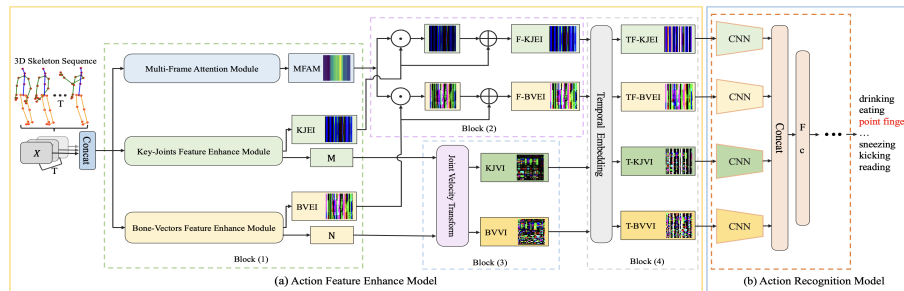 3D Skeleton Sequence
T
X
T
Concat
Multi-Frame Attention Module
MFAM
Key-Joints Feature Enhance Module
KJEI
M
Bone-Vectors Feature Enhance Module
BVEI
N
Block (1)
F-KJEI
F-BVEI
Block (2)
Joint Velocity Transform
KJVI
BVVI
Block (3)
Temporal Embedding
TF-KJEI
TF-BVEI
T-KJVI
T-BVVI
Block (4)
(a) Action Feature Enhance Model
CNN
CNN
CNN
CNN
Concat
F
c
drinking
eating
point finge
...
sneezing
kicking
reading
(b) Action Recognition Model